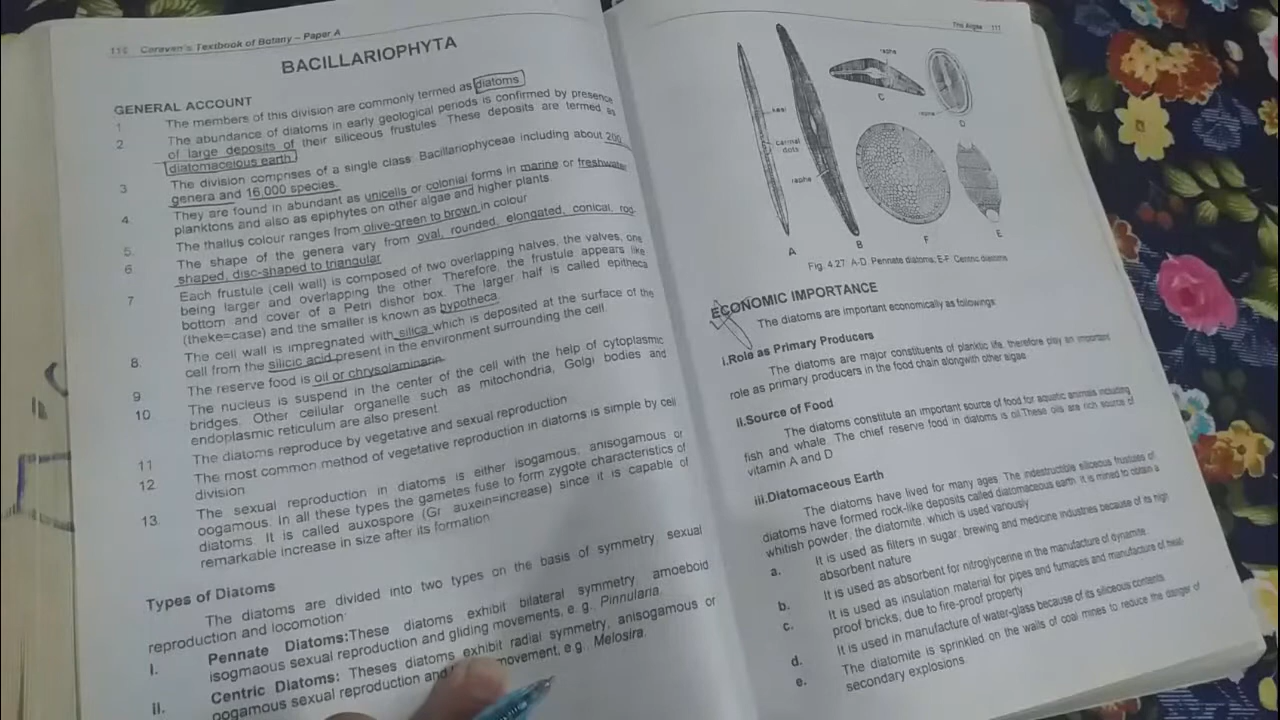 116 Caravan's Textbook of Botany – Paper A
BACILLARIOPHYTA
GENERAL ACCOUNT
1 The members of this division are commonly termed as diatoms
2 The abundance of diatoms in early geological periods is confirmed by presence
of large deposits of their siliceous frustules. These deposits are termed as
diatomaceious earth
3 The division comprises of a single class Bacillariophyceae including about 200
genera and 16,000 species.
4. They are found in abundant as unicells or colonial forms in marine or freshwater
planktons and also as epiphytes on other algae and higher plants.
5. The thallus colour ranges from olive-green to brown in colour
6 The shape of the genera vary from oval, rounded, elongated, conical, rod-
shaped, disc-shaped to triangular
7 Each frustule (cell wall) is composed of two overlapping halves, the valves, one
being larger and overlapping the other. Therefore, the frustule appears like
bottom and cover of a Petri dishor box. The larger half is called epitheca
(theke=case) and the smaller is known as hypotheca.
8. The cell wall is impregnated with silica which is deposited at the surface of the
cell from the silicic acid present in the environment surrounding the cell.
9 The reserve food is oil or chrysolaminarin.
10 The nucleus is suspend in the center of the cell with the help of cytoplasmic
bridges. Other cellular organelle such as mitochondria, Golgi bodies and
endoplasmic reticulum are also present
11 The diatoms reproduce by vegetative and sexual reproduction
12 The most common method of vegetative reproduction in diatoms is simple by cell
division
13 The sexual reproduction in diatoms is either isogamous, anisogamous or
oogamous. In all these types the gametes fuse to form zygote characteristics of
diatoms. It is called auxospore (Gr auxein=increase) since it is capable of
remarkable increase in size after its formation
Types of Diatoms
The diatoms are divided into two types on the basis of symmetry sexual
reproduction and locomotion
I. Pennate Diatoms:These diatoms exhibit bilateral symmetry, amoeboid
isogmaous sexual reproduction and gliding movements, e.g., Pinnularia.
II. Centric Diatoms: Theses diatoms exhibit radial symmetry, anisogamous or
oogamous sexual reproduction and movement, e.g., Melosira.
The Algae 117
raphe
keel
carinal
dots
raphe
raphe
A B C D E F
Fig. 4.27 A-D. Pennate diatoms, E-F Centric diatoms
ECONOMIC IMPORTANCE
The diatoms are important economically as followings
i.Role as Primary Producers
The diatoms are major constituents of planktic life, therefore play an important
role as primary producers in the food chain alongwith other algae
ii.Source of Food
The diatoms constitute an important source of food for aquatic animals including
fish and whale. The chief reserve food in diatoms is oil.These oils are rich source of
vitamin A and D
iii.Diatomaceous Earth
The diatoms have lived for many ages The indestructible siliceous frustules of
diatoms have formed rock-like deposits called diatomaceous earth. It is mined to obtain a
whitish powder, the diatomite, which is used variously
a. It is used as filters in sugar, brewing and medicine industries because of its high
absorbent nature
b. It is used as absorbent for nitroglycerine in the manufacture of dynamite
c. It is used as insulation material for pipes and furnaces and manufacture of heat-
proof bricks, due to fire-proof property
d. It is used in manufacture of water-glass because of its siliceous contents
e. The diatomite is sprinkled on the walls of coal mines to reduce the danger of
secondary explosions